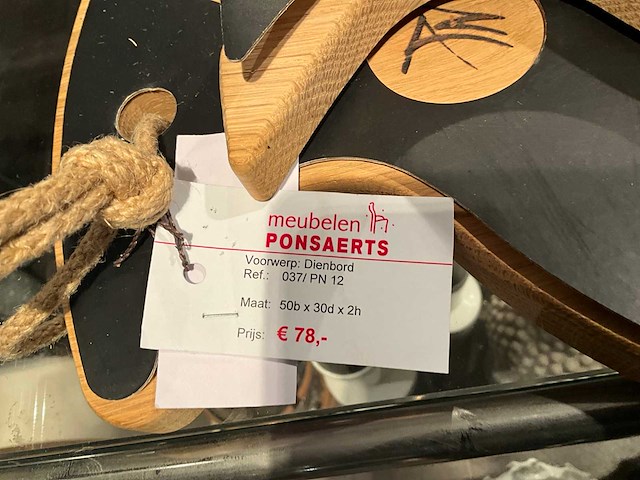 meubelen
PONSAERTS
Voorwerp: Dienbord
Ref.: 037/ PN 12
Maat: 50b x 30d x 2h
Prijs: € 78,-